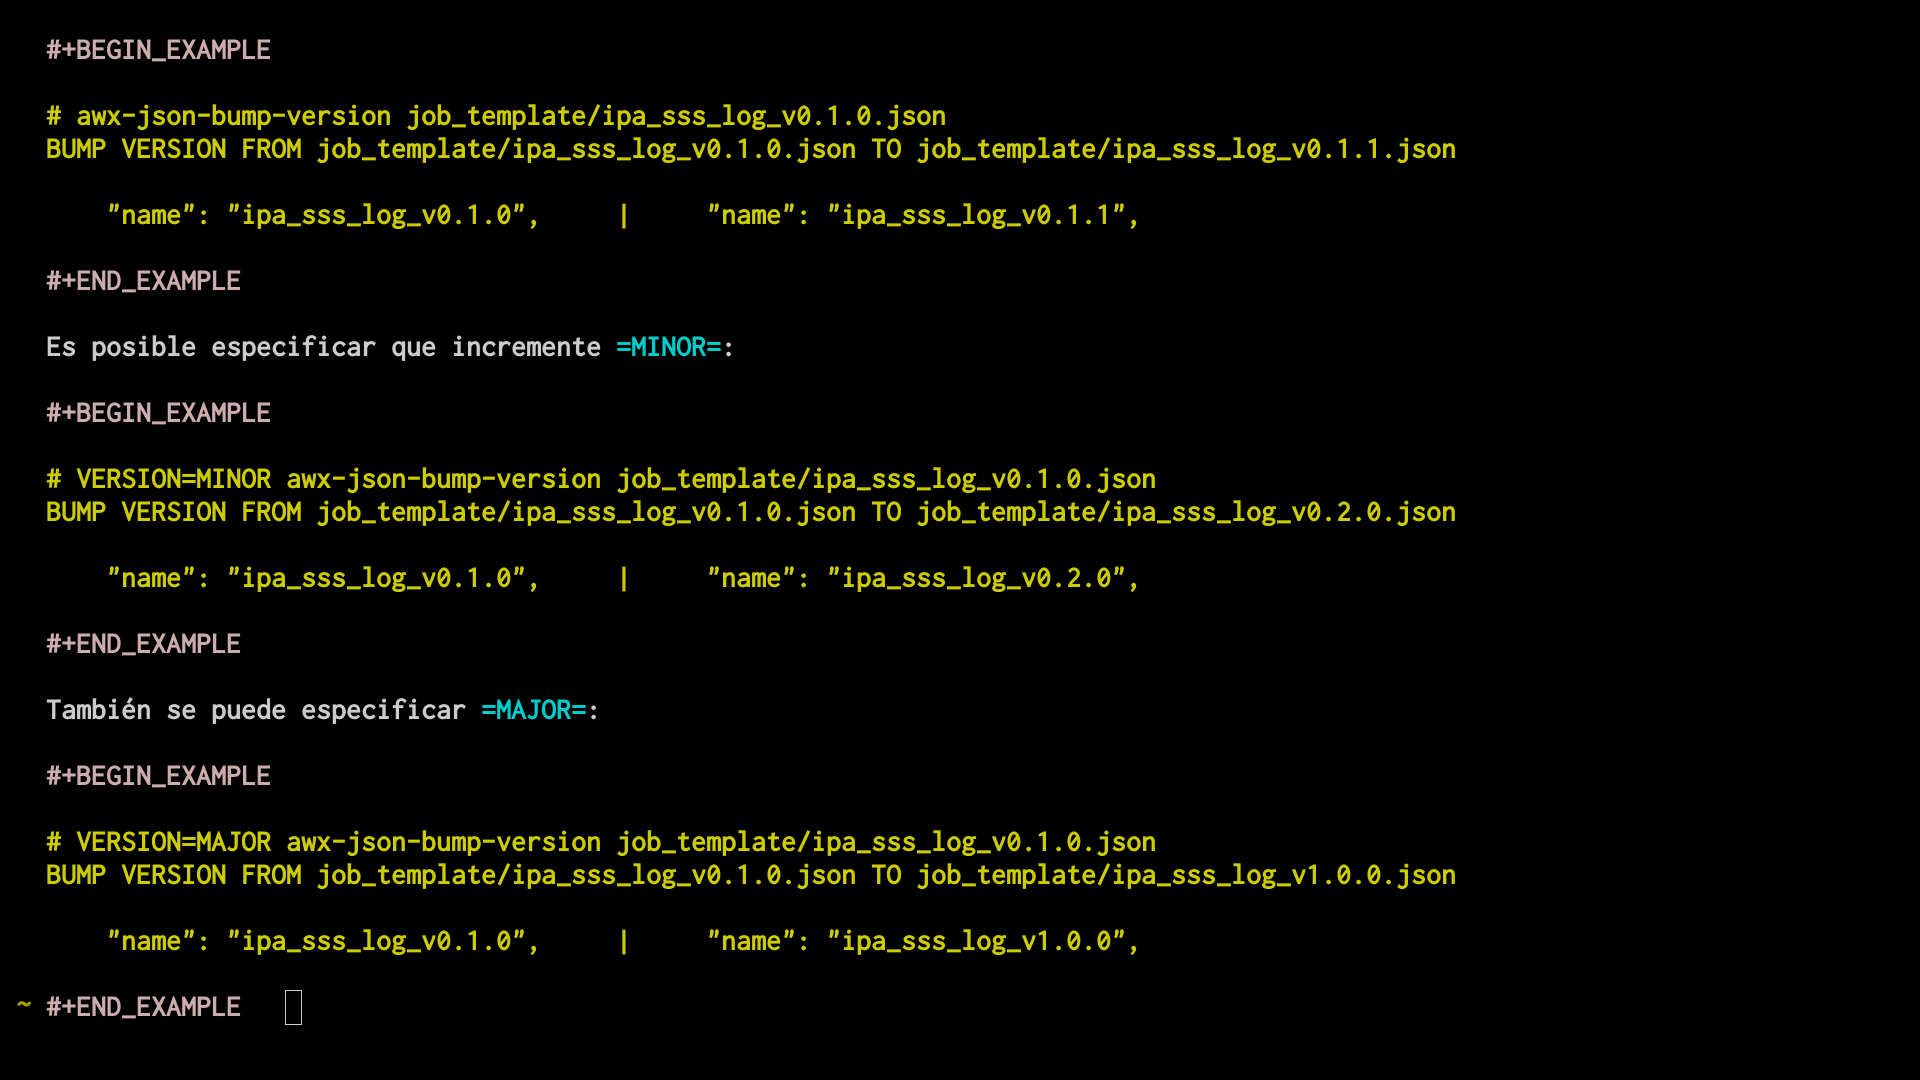 #+BEGIN_EXAMPLE
# awx-json-bump-version job_template/ipa_sss_log_v0.1.0.json
BUMP VERSION FROM job_template/ipa_sss_log_v0.1.0.json TO job_template/ipa_sss_log_v0.1.1.json
"name": "ipa_sss_log_v0.1.0",     |     "name": "ipa_sss_log_v0.1.1",
#+END_EXAMPLE
Es posible especificar que incremente =MINOR=:
#+BEGIN_EXAMPLE
# VERSION=MINOR awx-json-bump-version job_template/ipa_sss_log_v0.1.0.json
BUMP VERSION FROM job_template/ipa_sss_log_v0.1.0.json TO job_template/ipa_sss_log_v0.2.0.json
"name": "ipa_sss_log_v0.1.0",     |     "name": "ipa_sss_log_v0.2.0",
#+END_EXAMPLE
También se puede especificar =MAJOR=:
#+BEGIN_EXAMPLE
# VERSION=MAJOR awx-json-bump-version job_template/ipa_sss_log_v0.1.0.json
BUMP VERSION FROM job_template/ipa_sss_log_v0.1.0.json TO job_template/ipa_sss_log_v1.0.0.json
"name": "ipa_sss_log_v0.1.0",     |     "name": "ipa_sss_log_v1.0.0",
~ #+END_EXAMPLE